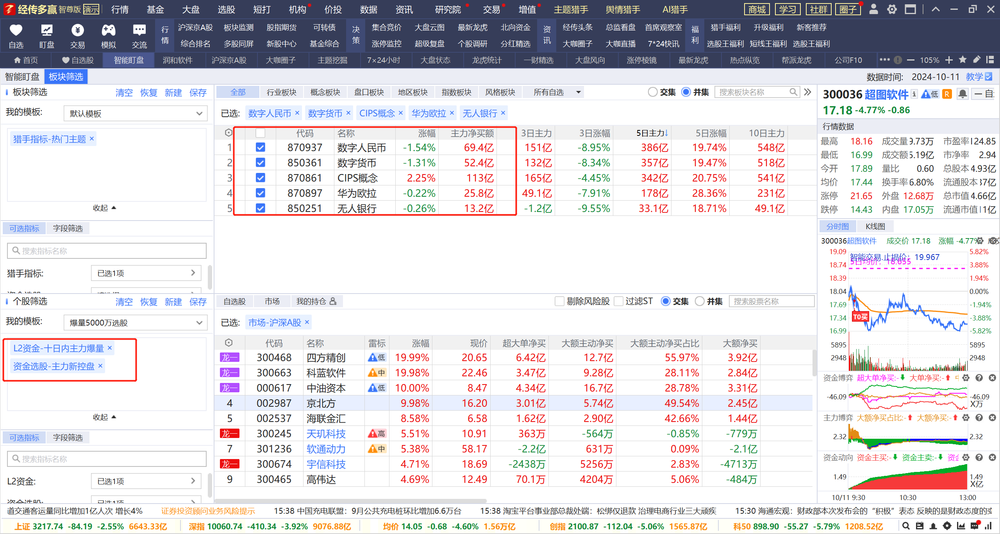 经传多赢 智尊版 演示 行情 基金 大盘 选股 短打 机构 价投 数据 资讯 研究院 交易 增值 主题猎手 舆情猎手 AI猎手 商城 学习 社群 圈子
自选 盯盘 交易 模拟 交流
行情 沪深京A股 板块监测 股指期货 可转债 决策 集合竞价 大盘云图 最新龙虎 北向资金 资讯 经传头条 总监看盘 首席观察室 福利 猎手福利 升级福利 新客推荐
综合排名 多股同屏 新股中心 基金综合 涨停监控 超级复盘 个股调研 分红精选 大咖圈子 大咖直播 7*24快讯 选股王福利 短线王福利 选股王福利
首页 自选股 智能盯盘 润和软件 沪深京A股 大咖圈子 主题挖掘 7×24小时 大盘状态 龙虎统计 一财精选 大盘风向 涨停棱镜 最新龙虎 热点纵览 帮派龙虎 公司F10 105%
智能盯盘 板块筛选 数据时间: 2024-10-11 教学
板块筛选 清空 恢复 新建 保存
我的模板: 默认模板
猎手指标-热门主题 ×
收起
可选指标 字段筛选
搜索指标名称
猎手指标: 已选1项
个股筛选 清空 恢复 新建 保存
我的模板: 爆量5000万选股
L2资金-十日内主力爆量 ×
资金选股-主力新控盘 ×
收起
可选指标 字段筛选
搜索指标名称
L2资金: 已选1项
资金选股: 已选1项
全部 行业板块 概念板块 盘口板块 地区板块 指数板块 风格板块 所有自选 交集 并集 搜索板块名称
已选: 数字人民币 × 数字货币 × CIPS概念 × 华为欧拉 × 无人银行 ×
代码 名称 涨幅 主力净买额 3日主力 3日涨幅 5日主力↓ 5日涨幅 10日主力
1 870937 数字人民币 -1.54% 69.4亿 151亿 -8.95% 386亿 19.74% 548亿
2 850361 数字货币 -1.31% 52.4亿 132亿 -8.34% 357亿 19.47% 518亿
3 870861 CIPS概念 2.25% 113亿 165亿 -4.45% 342亿 20.75% 541亿
4 870897 华为欧拉 -0.22% 25.8亿 49.1亿 -7.91% 178亿 28.36% 231亿
5 850251 无人银行 -0.26% 13.2亿 -1.2亿 -9.55% 33.1亿 18.71% 49.1亿
自选股 市场 我的持仓 剔除风险股 过滤ST 交集 并集 搜索股票名称
已选: 市场-沪深A股 ×
代码 名称 雷标 涨幅 现价 超大单净买 大额主动净买 大额主动净买占比 大额净买
龙一 300468 四方精创 低 19.99% 20.65 6.42亿 12.7亿 55.97% 3.92亿
龙一 300663 科蓝软件 中 19.98% 22.46 3.47亿 9.28亿 28.11% 2.84亿
龙一 000617 中油资本 低 10.00% 8.47 4.34亿 16.7亿 28.78% 3.31亿
4 002987 京北方 9.98% 16.20 3.01亿 5.74亿 49.54% 2.45亿
5 002537 海联金汇 8.58% 6.58 1.62亿 2.90亿 42.66% 1.44亿
龙一 300245 天玑科技 高 5.51% 10.91 363万 -564万 -0.85% -779万
7 301236 软通动力 中 5.38% 58.17 -2.2亿 631万 0.09% -2.1亿
龙一 300674 宇信科技 4.71% 18.69 -2438万 5256万 2.83% -4713万
9 300465 高伟达 4.69% 12.49 70.1万 4204万 5.06% -484万
300036 超图软件 低 R 自
17.18 -4.77% -0.86
行情数据
最高 18.16 成交量 9.73万 市盈率 124.85
最低 16.99 成交额 5.19亿 市净率 2.94
今开 17.89 量比 0.60 总股本 4.93亿
均价 17.44 换手率 6.80% 流通股本 37亿
涨停 21.65 外盘 12.68万 总市值 4.66亿
跌停 14.43 内盘 17.05万 流通市值 1亿
分时图 K线图
300036超图软件 成交价 17.18 涨幅 -4.77%
19.09 5.82%
智能交易.止损价: 19.967
5日均价: 18.655
18.74 3.88%
18.39 1.94%
18.04 0.00%
17.69 -1.94%
T0买
17.34 -3.88%
16.99 -5.82%
5895 5895
2948 2948
资金博弈 超大单净买:- 大单净买:-
-46.09 -46.09
X万
主力博弈 大额净买占比:- 大额净买:-
2.32 2.32
资金动向 资金主买:- 资金主卖:- 资金
1.49 1.49
X亿
10/11 9:30 10:30 13:00
道交通客运量同比增加1亿人次 增长4% 证券投资顾问业务风险提示 15:38 中国充电联盟：9月公共充电桩环比增加6.6万台 15:38 淘宝平台事业部总裁处端：松绑仅退款 治理电商行业三大顽疾 15:30 海通宏观：财政部本次发布会的“积极”表态 反映的是财政态度的变
上证 3217.74 -84.19 -2.55% 6643.33亿 深指 10060.74 -410.34 -3.92% 9076.88亿 均价 14.05 -0.68 -4.60% 1.56万亿 创指 2100.87 -112.04 -5.06% 1565.87亿 科50 898.90 -55.27 -5.79% 1208.52亿